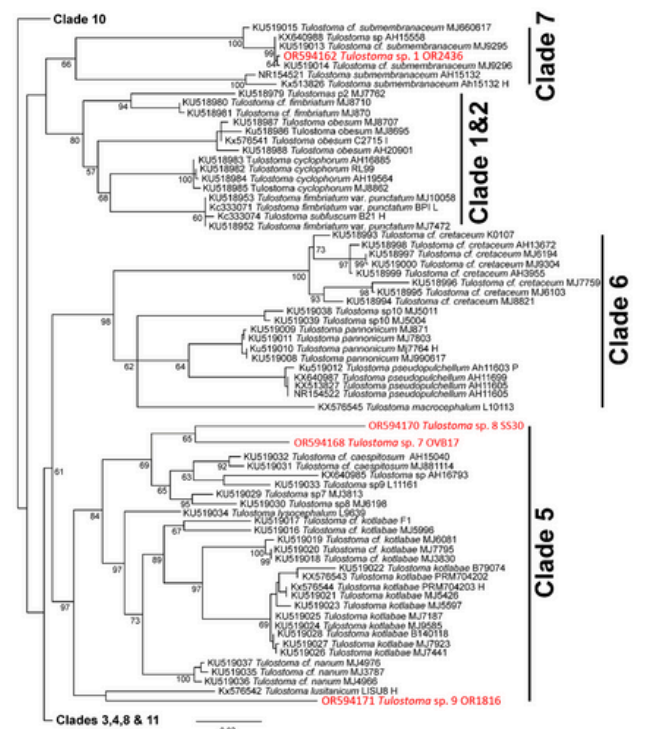 Clade 10
KU519015 Tulostoma cf. submembranaceum MJ660617
KX640988 Tulostoma sp AH15558
KU519013 Tulostoma cf. submembranaceum MJ9295
100
99
OR594162 Tulostoma sp. 1 OR2436
64
KU519014 Tulostoma cf. submembranaceum MJ9296
66
NR154521 Tulostoma submembranaceum AH15132
100
Kx513826 Tulostoma submembranaceum Ah15132 H
Clade 7
KU518979 Tulostomas p2 MJ7762
KU518980 Tulostoma cf. fimbriatum MJ8710
94
KU518981 Tulostoma cf. fimbriatum MJ870
KU518987 Tulostoma obesum MJ8707
Ku518986 Tulostoma obesum MJ8695
80
Kx576541 Tulostoma obesum C2715 I
KU518988 Tulostoma obesum AH20901
KU518983 Tulostoma cyclophorum AH16885
57
KU518982 Tulostoma cyclophorum RL99
100
KU518984 Tulostoma cyclophorum AH19564
KU518985 Tulostoma cyclophorum MJ8862
68
KU518953 Tulostoma fimbriatum var. punctatum MJ10058
Kc333071 Tulostoma fimbriatum var. punctatum BPI L
60
Kc333074 Tulostoma subfuscum B21 H
KU518952 Tulostoma fimbriatum var. punctatum MJ7472
Clade 1&2
KU518993 Tulostoma cf. cretaceum K0107
73
KU518998 Tulostoma cf. cretaceum AH13672
KU518997 Tulostoma cf. cretaceum MJ6194
97
99
KU519000 Tulostoma cf. cretaceum MJ9304
100
KU518999 Tulostoma cf. cretaceum AH3955
KU518996 Tulostoma cf. cretaceum MJ7759
98
KU518995 Tulostoma cf. cretaceum MJ6103
93
KU518994 Tulostoma cf. cretaceum MJ8821
KU519038 Tulostoma sp10 MJ5011
98
KU519039 Tulostoma sp10 MJ5004
KU519009 Tulostoma pannonicum MJ871
KU519011 Tulostoma pannonicum MJ7803
Ku519010 Tulostoma pannonicum Mj7764 H
KU519008 Tulostoma pannonicum MJ990617
62
64
Ku519012 Tulostoma pseudopulchellum Ah11603 P
KX640987 Tulostoma pseudopulchellum AH11699
KX513827 Tulostoma pseudopulchellum AH11605
NR154522 Tulostoma pseudopulchellum AH11605
KX576545 Tulostoma macrocephalum L10113
Clade 6
OR594170 Tulostoma sp. 8 SS30
65
OR594168 Tulostoma sp. 7 OVB17
KU519032 Tulostoma cf. caespitosum AH15040
69
92
KU519031 Tulostoma cf. caespitosum MJ881114
61
63
KX640985 Tulostoma sp AH16793
KU519033 Tulostoma sp9 L11161
65
KU519029 Tulostoma sp7 MJ3813
95
KU519030 Tulostoma sp8 MJ6198
84
KU519034 Tulostoma lysocephalum L9639
KU519017 Tulostoma cf. kotlabae F1
67
KU519016 Tulostoma cf. kotlabae MJ5996
KU519019 Tulostoma cf. kotlabae MJ6081
100
KU519020 Tulostoma cf. kotlabae MJ7795
89
99
KU519018 Tulostoma cf. kotlabae MJ3830
97
KU519022 Tulostoma kotlabae B79074
KX576543 Tulostoma kotlabae PRM704202
97
Kx576544 Tulostoma kotlabae PRM704203 H
KU519021 Tulostoma kotlabae MJ5426
KU519023 Tulostoma kotlabae MJ5597
97
73
KU519025 Tulostoma kotlabae MJ7187
69
KU519024 Tulostoma kotlabae MJ9585
KU519028 Tulostoma kotlabae B140118
KU519027 Tulostoma kotlabae MJ7923
KU519026 Tulostoma kotlabae MJ7441
KU519037 Tulostoma cf. nanum MJ4976
KU519035 Tulostoma cf. nanum MJ3787
100
KU519036 Tulostoma cf. nanum MJ4966
Kx576542 Tulostoma lusitanicum LISU8 H
OR594171 Tulostoma sp. 9 OR1816
Clade 5
Clades 3,4,8 & 11